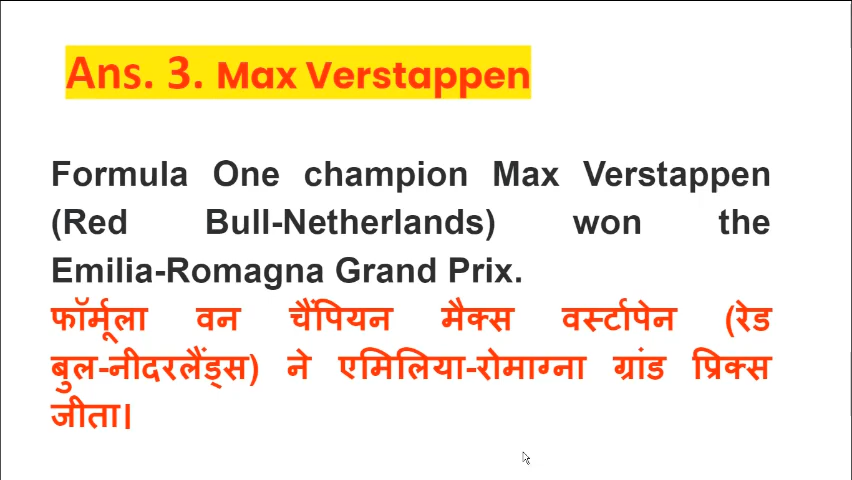 Ans. 3. Max Verstappen
Formula One champion Max Verstappen
(Red Bull-Netherlands) won the
Emilia-Romagna Grand Prix.
फॉर्मूला वन चैंपियन मैक्स वर्स्टापेन (रेड
बुल-नीदरलैंड्स) ने एमिलिया-रोमाग्ना ग्रांड प्रिक्स
जीता।